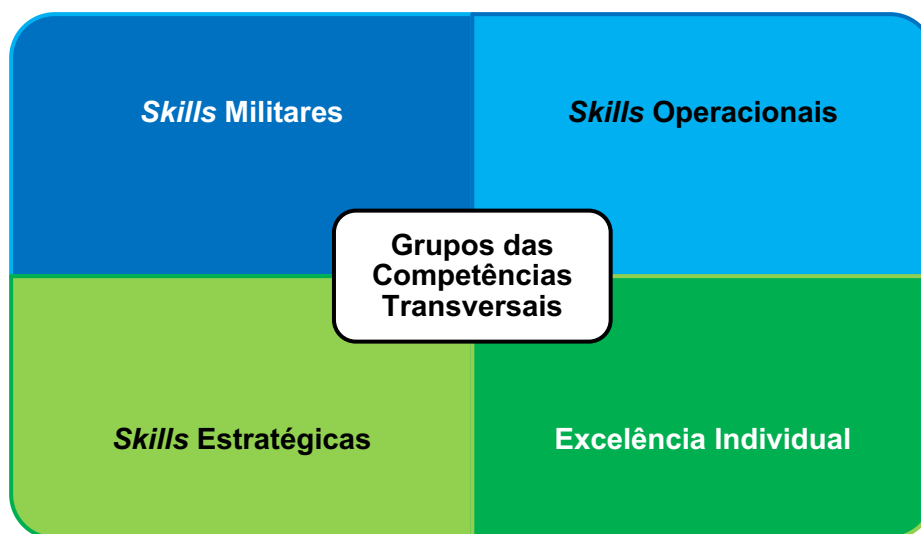 Skills Militares
Skills Operacionais
Grupos das
Competências
Transversais
Skills Estratégicas
Excelência Individual